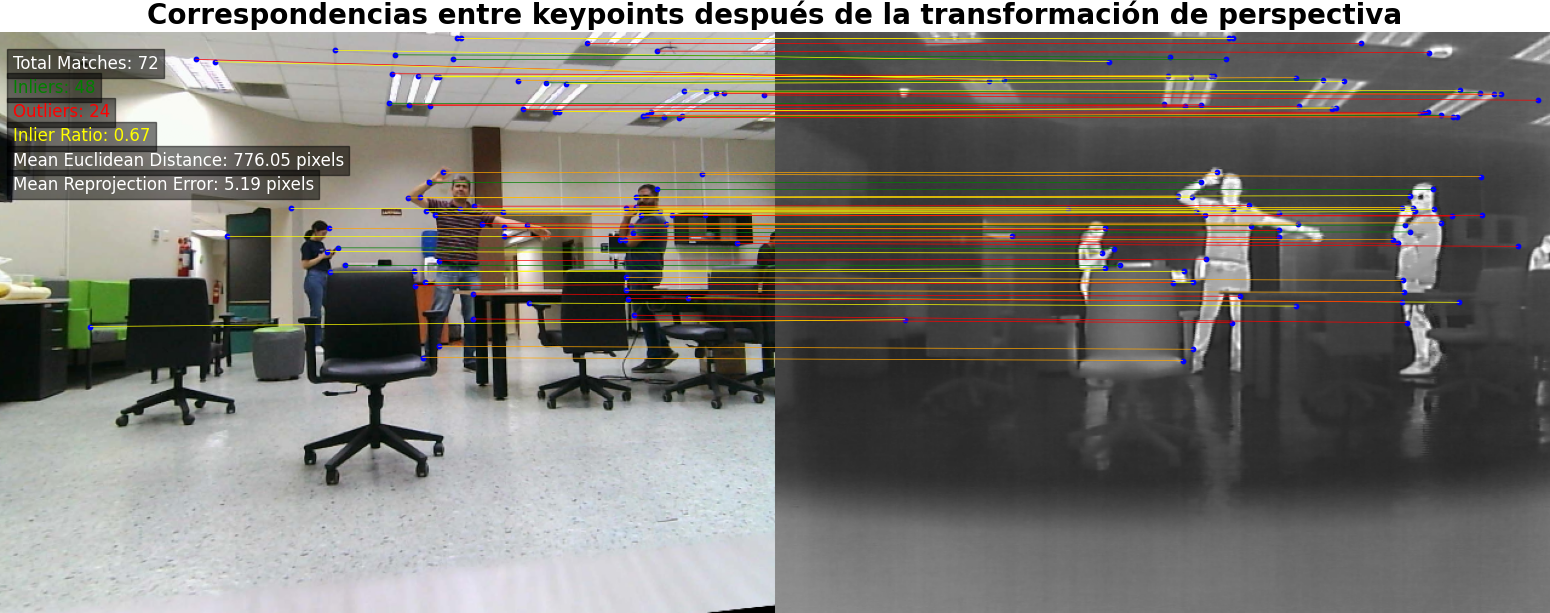 Correspondencias entre keypoints después de la transformación de perspectiva
Total Matches: 72
Inliers: 48
Outliers: 24
Inlier Ratio: 0.67
Mean Euclidean Distance: 776.05 pixels
Mean Reprojection Error: 5.19 pixels